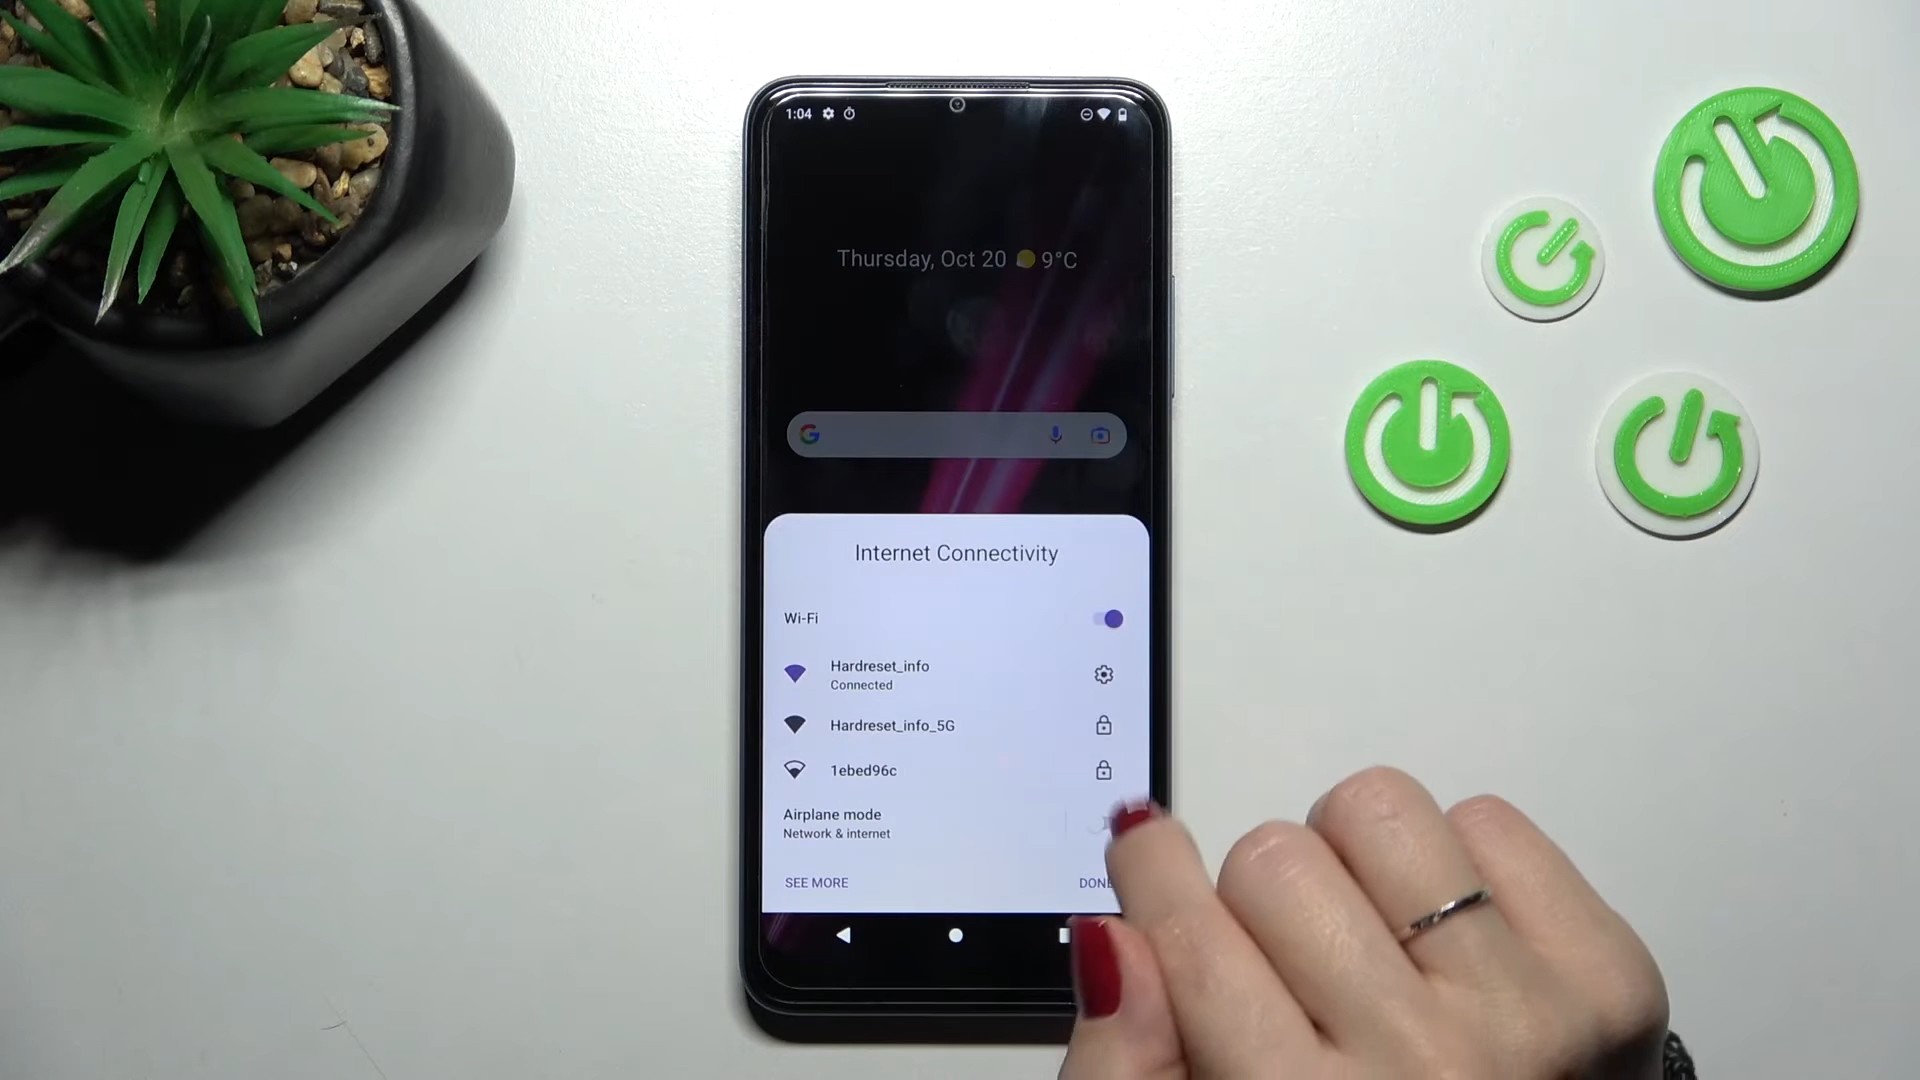 1:04
Thursday, Oct 20 9°C
Internet Connectivity
Wi-Fi
Hardreset_info
Connected
Hardreset_info_5G
1ebed96c
Airplane mode
Network & internet
SEE MORE
DONE